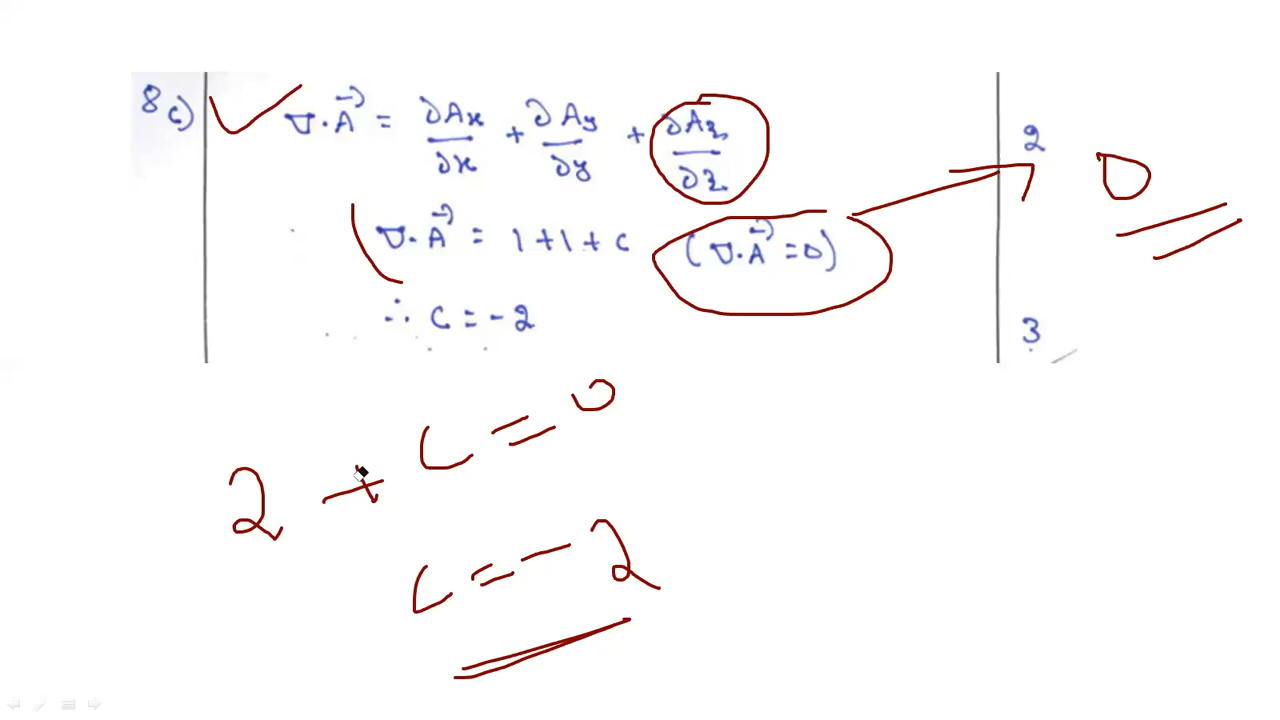 8 c) ∇·A⃗ = ∂Ax/∂x + ∂Ay/∂y + ∂Az/∂z 2 0
∇·A⃗ = 1+1+c (∇·A⃗ = 0)
∴ c = -2 3
2 + c = 0
c = -2